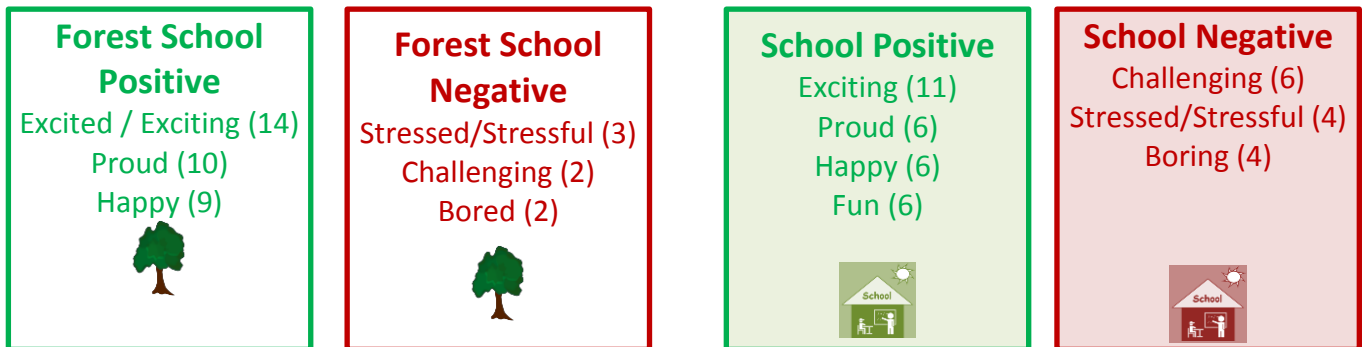 Forest School
Positive
Excited / Exciting (14)
Proud (10)
Happy (9)
Forest School
Negative
Stressed/Stressful (3)
Challenging (2)
Bored (2)
School Positive
Exciting (11)
Proud (6)
Happy (6)
Fun (6)
School
School Negative
Challenging (6)
Stressed/Stressful (4)
Boring (4)
School